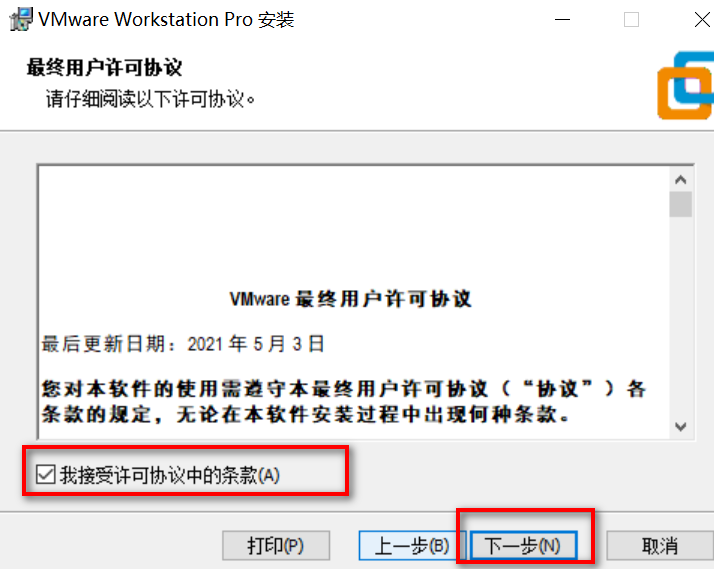 VMware Workstation Pro 安装
最终用户许可协议
请仔细阅读以下许可协议。
VMware 最终用户许可协议
最后更新日期：2021 年 5 月 3 日
您对本软件的使用需遵守本最终用户许可协议（“协议”）各
条款的规定，无论在本软件安装过程中出现何种条款。
我接受许可协议中的条款(A)
打印(P) 上一步(B) 下一步(N) 取消